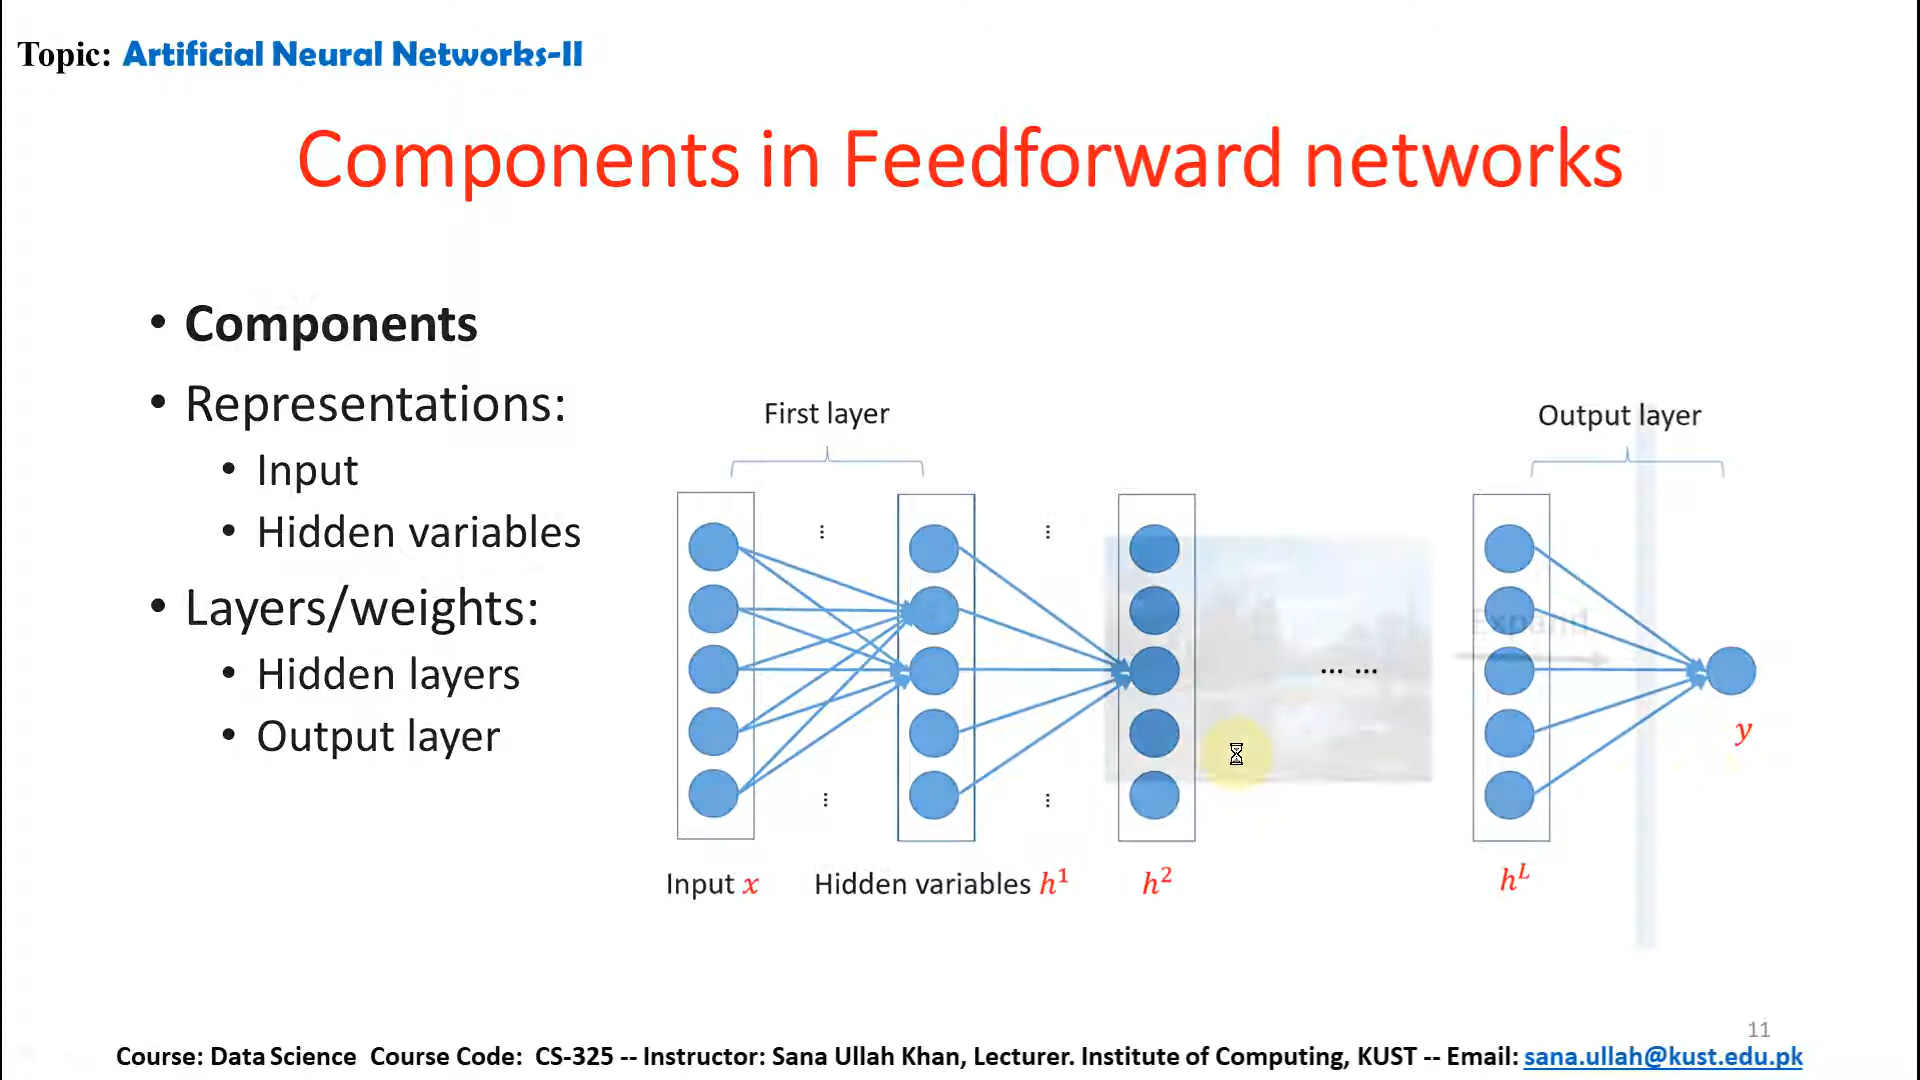 Topic: Artificial Neural Networks-II
Components in Feedforward networks
• Components
• Representations:
• Input
• Hidden variables
• Layers/weights:
• Hidden layers
• Output layer
First layer
Output layer
... ...
y
Input x
Hidden variables h¹
h²
hᴸ
11
Course: Data Science Course Code: CS-325 -- Instructor: Sana Ullah Khan, Lecturer. Institute of Computing, KUST -- Email: sana.ullah@kust.edu.pk